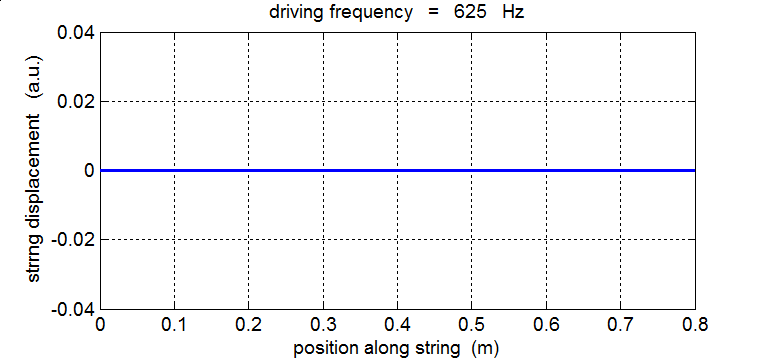 driving frequency = 625 Hz
strrng displacement (a.u.)
0.04
0.02
0
-0.02
-0.04
0 0.1 0.2 0.3 0.4 0.5 0.6 0.7 0.8
position along string (m)